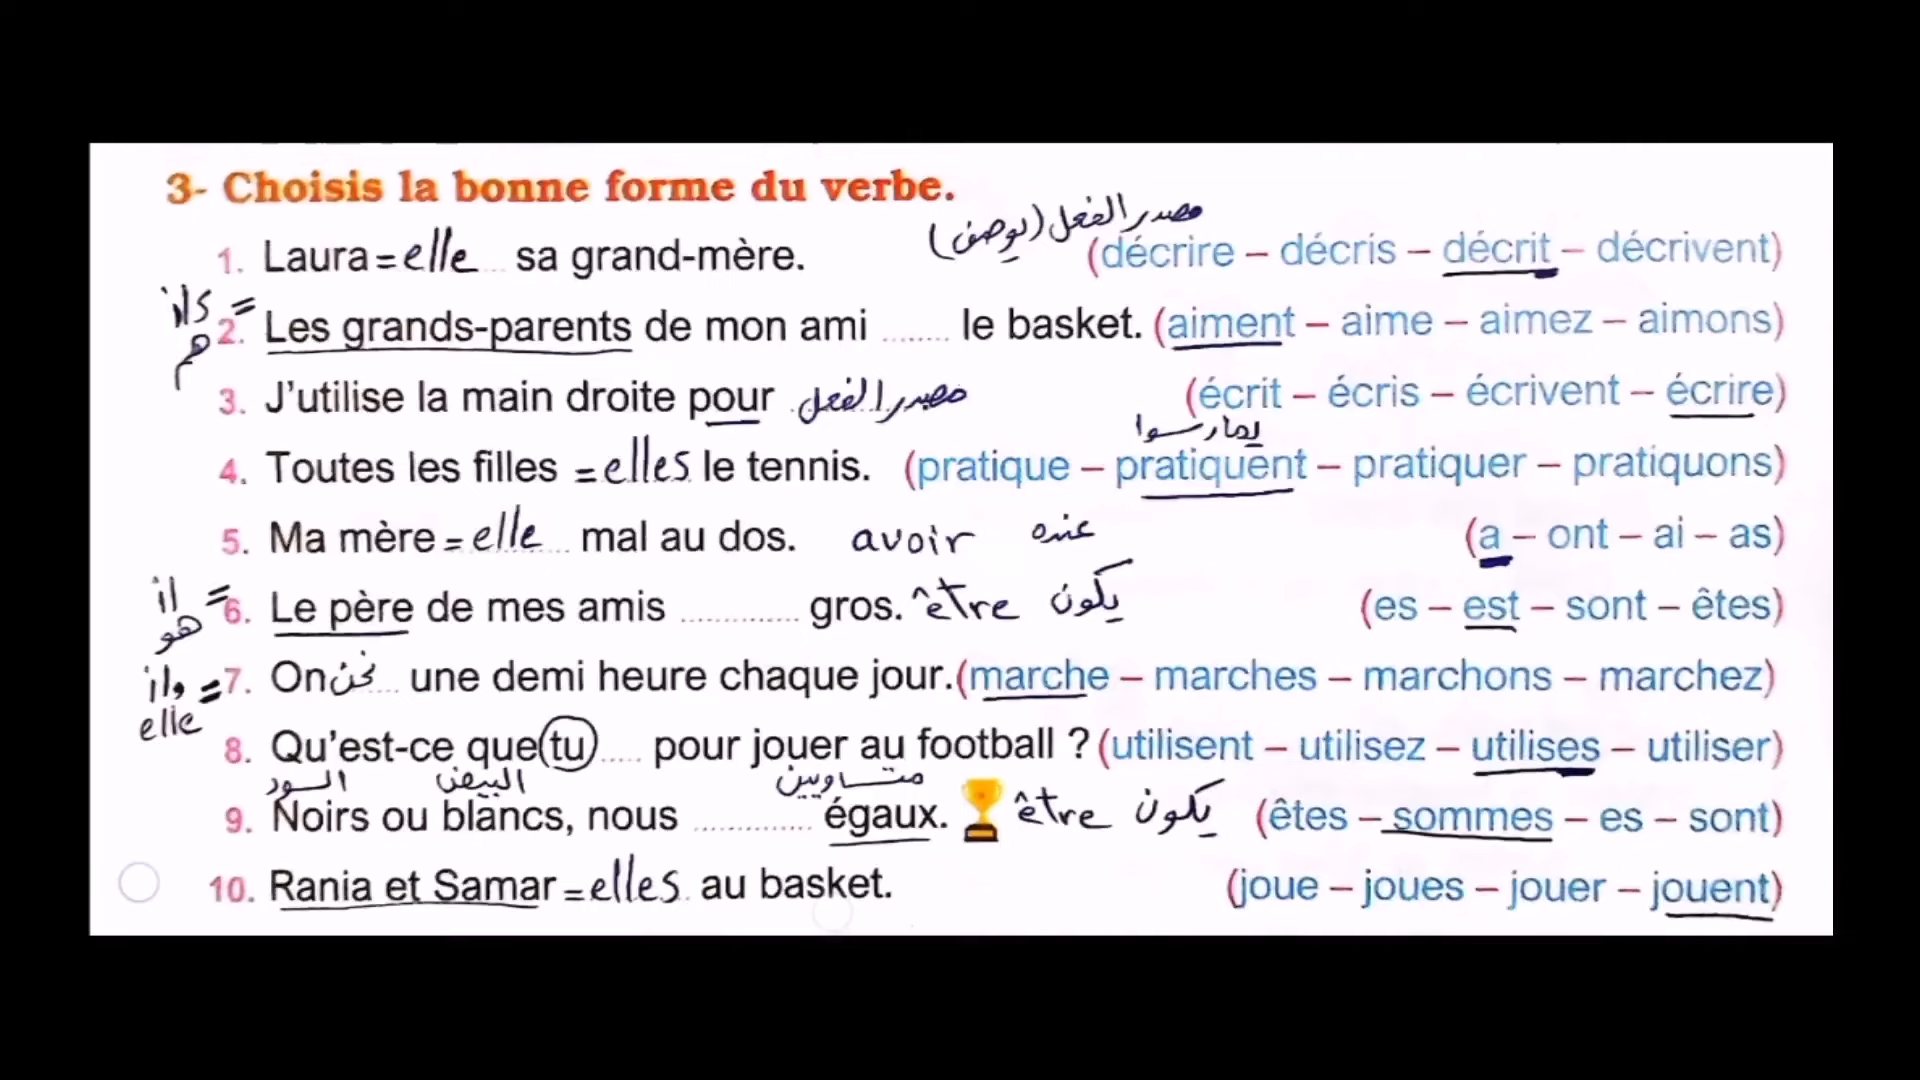 3- Choisis la bonne forme du verbe.
مصدر الفعل (يوصف)
1. Laura = elle ... sa grand-mère. (décrire – décris – décrit – décrivent)
ils =
هم
2. Les grands-parents de mon ami ........ le basket. (aiment – aime – aimez – aimons)
3. J'utilise la main droite pour . مصدر الفعل (écrit – écris – écrivent – écrire)
يمارسوا
4. Toutes les filles = elles le tennis. (pratique – pratiquent – pratiquer – pratiquons)
5. Ma mère = elle ... mal au dos. avoir عنده (a – ont – ai – as)
il =
هو
6. Le père de mes amis ............. gros. être يكون (es – est – sont – êtes)
il و =
elle
7. On نحن ... une demi heure chaque jour. (marche – marches – marchons – marchez)
8. Qu'est-ce que tu ..... pour jouer au football ? (utilisent – utilisez – utilises – utiliser)
السود البيض متساويين
9. Noirs ou blancs, nous ............. égaux. être يكون (êtes – sommes – es – sont)
10. Rania et Samar = elles au basket. (joue – joues – jouer – jouent)